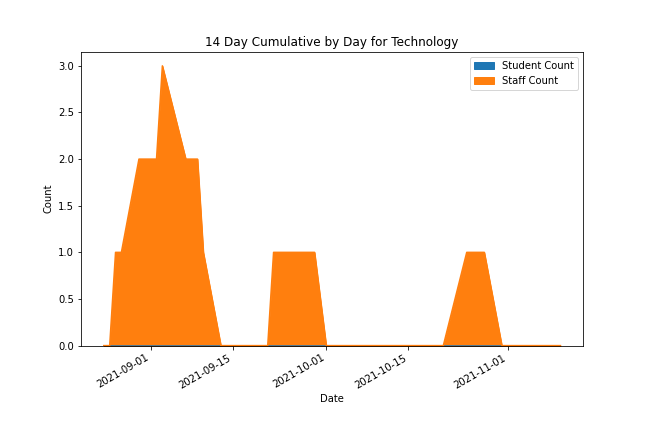 14 Day Cumulative by Day for Technology
Student Count
Staff Count
3.0
2.5
2.0
1.5
1.0
0.5
0.0
Count
2021-09-01
2021-09-15
2021-10-01
2021-10-15
2021-11-01
Date